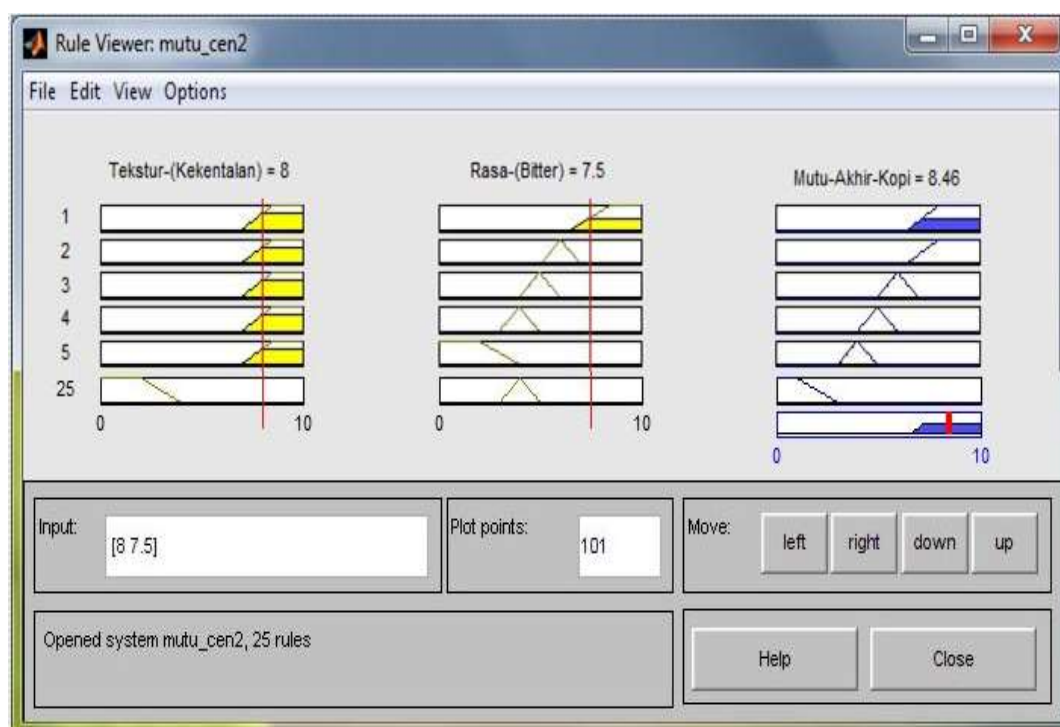 Rule Viewer: mutu_cen2
File Edit View Options
Tekstur-(Kekentalan) = 8
Rasa-(Bitter) = 7.5
Mutu-Akhir-Kopi = 8.46
1
2
3
4
5
25
0 10
0 10
0 10
Input:
[8 7.5]
Plot points:
101
Move:
left
right
down
up
Opened system mutu_cen2, 25 rules
Help
Close